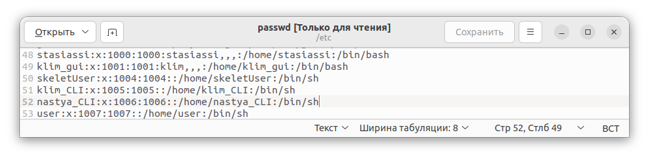 Открыть
passwd [Только для чтения]
/etc
Сохранить
48 stasiassi:x:1000:1000:stasiassi,,,:/home/stasiassi:/bin/bash
49 klim_gui:x:1001:1001:klim,,,:/home/klim_gui:/bin/bash
50 skeletUser:x:1004:1004::/home/skeletUser:/bin/sh
51 klim_CLI:x:1005:1005::/home/klim_CLI:/bin/sh
52 nastya_CLI:x:1006:1006::/home/nastya_CLI:/bin/sh
53 user:x:1007:1007::/home/user:/bin/sh
Текст Ширина табуляции: 8 Стр 52, Стлб 49 ВСТ